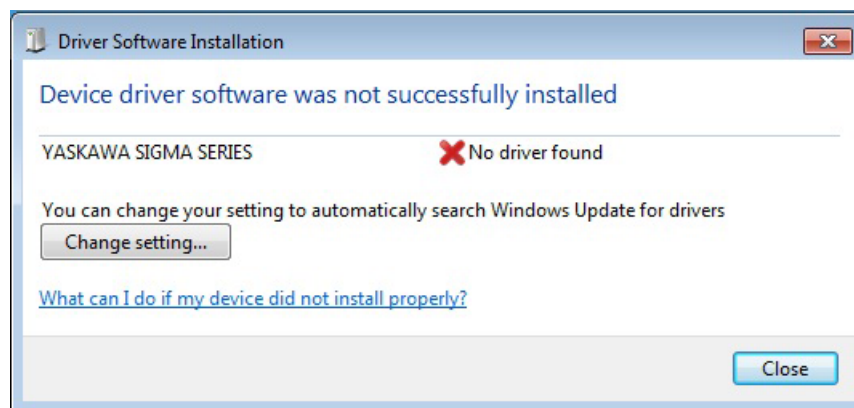 Driver Software Installation
Device driver software was not successfully installed
YASKAWA SIGMA SERIES No driver found
You can change your setting to automatically search Windows Update for drivers
Change setting...
What can I do if my device did not install properly?
Close